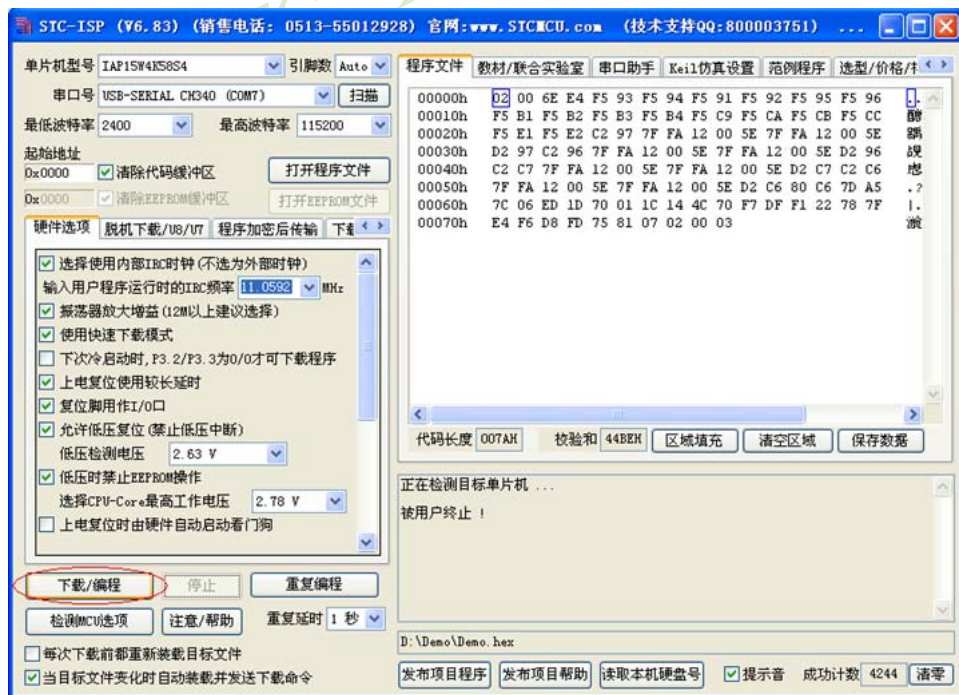 STC-ISP (V6.83) (销售电话: 0513-55012928) 官网:www.STCMCU.com (技术支持QQ:800003751) ...
单片机型号 IAP15W4K58S4 引脚数 Auto
串口号 USB-SERIAL CH340 (COM7) 扫描
最低波特率 2400 最高波特率 115200
起始地址
0x0000 清除代码缓冲区 打开程序文件
0x0000 清除EEPROM缓冲区 打开EEPROM文件
硬件选项 脱机下载/U8/U7 程序加密后传输
选择使用内部IRC时钟(不选为外部时钟)
输入用户程序运行时的IRC频率 11.0592 MHz
振荡器放大增益(12M以上建议选择)
使用快速下载模式
下次冷启动时,P3.2/P3.3为0/0才可下载程序
上电复位使用较长延时
复位脚用作I/O口
允许低压复位(禁止低压中断)
低压检测电压 2.63 V
低压时禁止EEPROM操作
选择CPU-Core最高工作电压 2.78 V
上电复位时由硬件自动启动看门狗
下载/编程 停止 重复编程
检测MCU选项 注意/帮助 重复延时 1 秒
每次下载前都重新装载目标文件
当目标文件变化时自动装载并发送下载命令
程序文件 教材/联合实验室 串口助手 Keil仿真设置 范例程序 选型/价格/
00000h 02 00 6E E4 F5 93 F5 94 F5 91 F5 92 F5 95 F5 96
00010h F5 B1 F5 B2 F5 B3 F5 B4 F5 C9 F5 CA F5 CB F5 CC
00020h F5 E1 F5 E2 C2 97 7F FA 12 00 5E 7F FA 12 00 5E
00030h D2 97 C2 96 7F FA 12 00 5E 7F FA 12 00 5E D2 96
00040h C2 C7 7F FA 12 00 5E 7F FA 12 00 5E D2 C7 C2 C6
00050h 7F FA 12 00 5E 7F FA 12 00 5E D2 C6 80 C6 7D A5 .?
00060h 7C 06 ED 1D 70 01 1C 14 4C 70 F7 DF F1 22 78 7F |.
00070h E4 F6 D8 FD 75 81 07 02 00 03
代码长度 007AH 校验和 44BEH 区域填充 清空区域 保存数据
正在检测目标单片机 ...
被用户终止 !
D:\Demo\Demo.hex
发布项目程序 发布项目帮助 读取本机硬盘号 提示音 成功计数 4244 清零